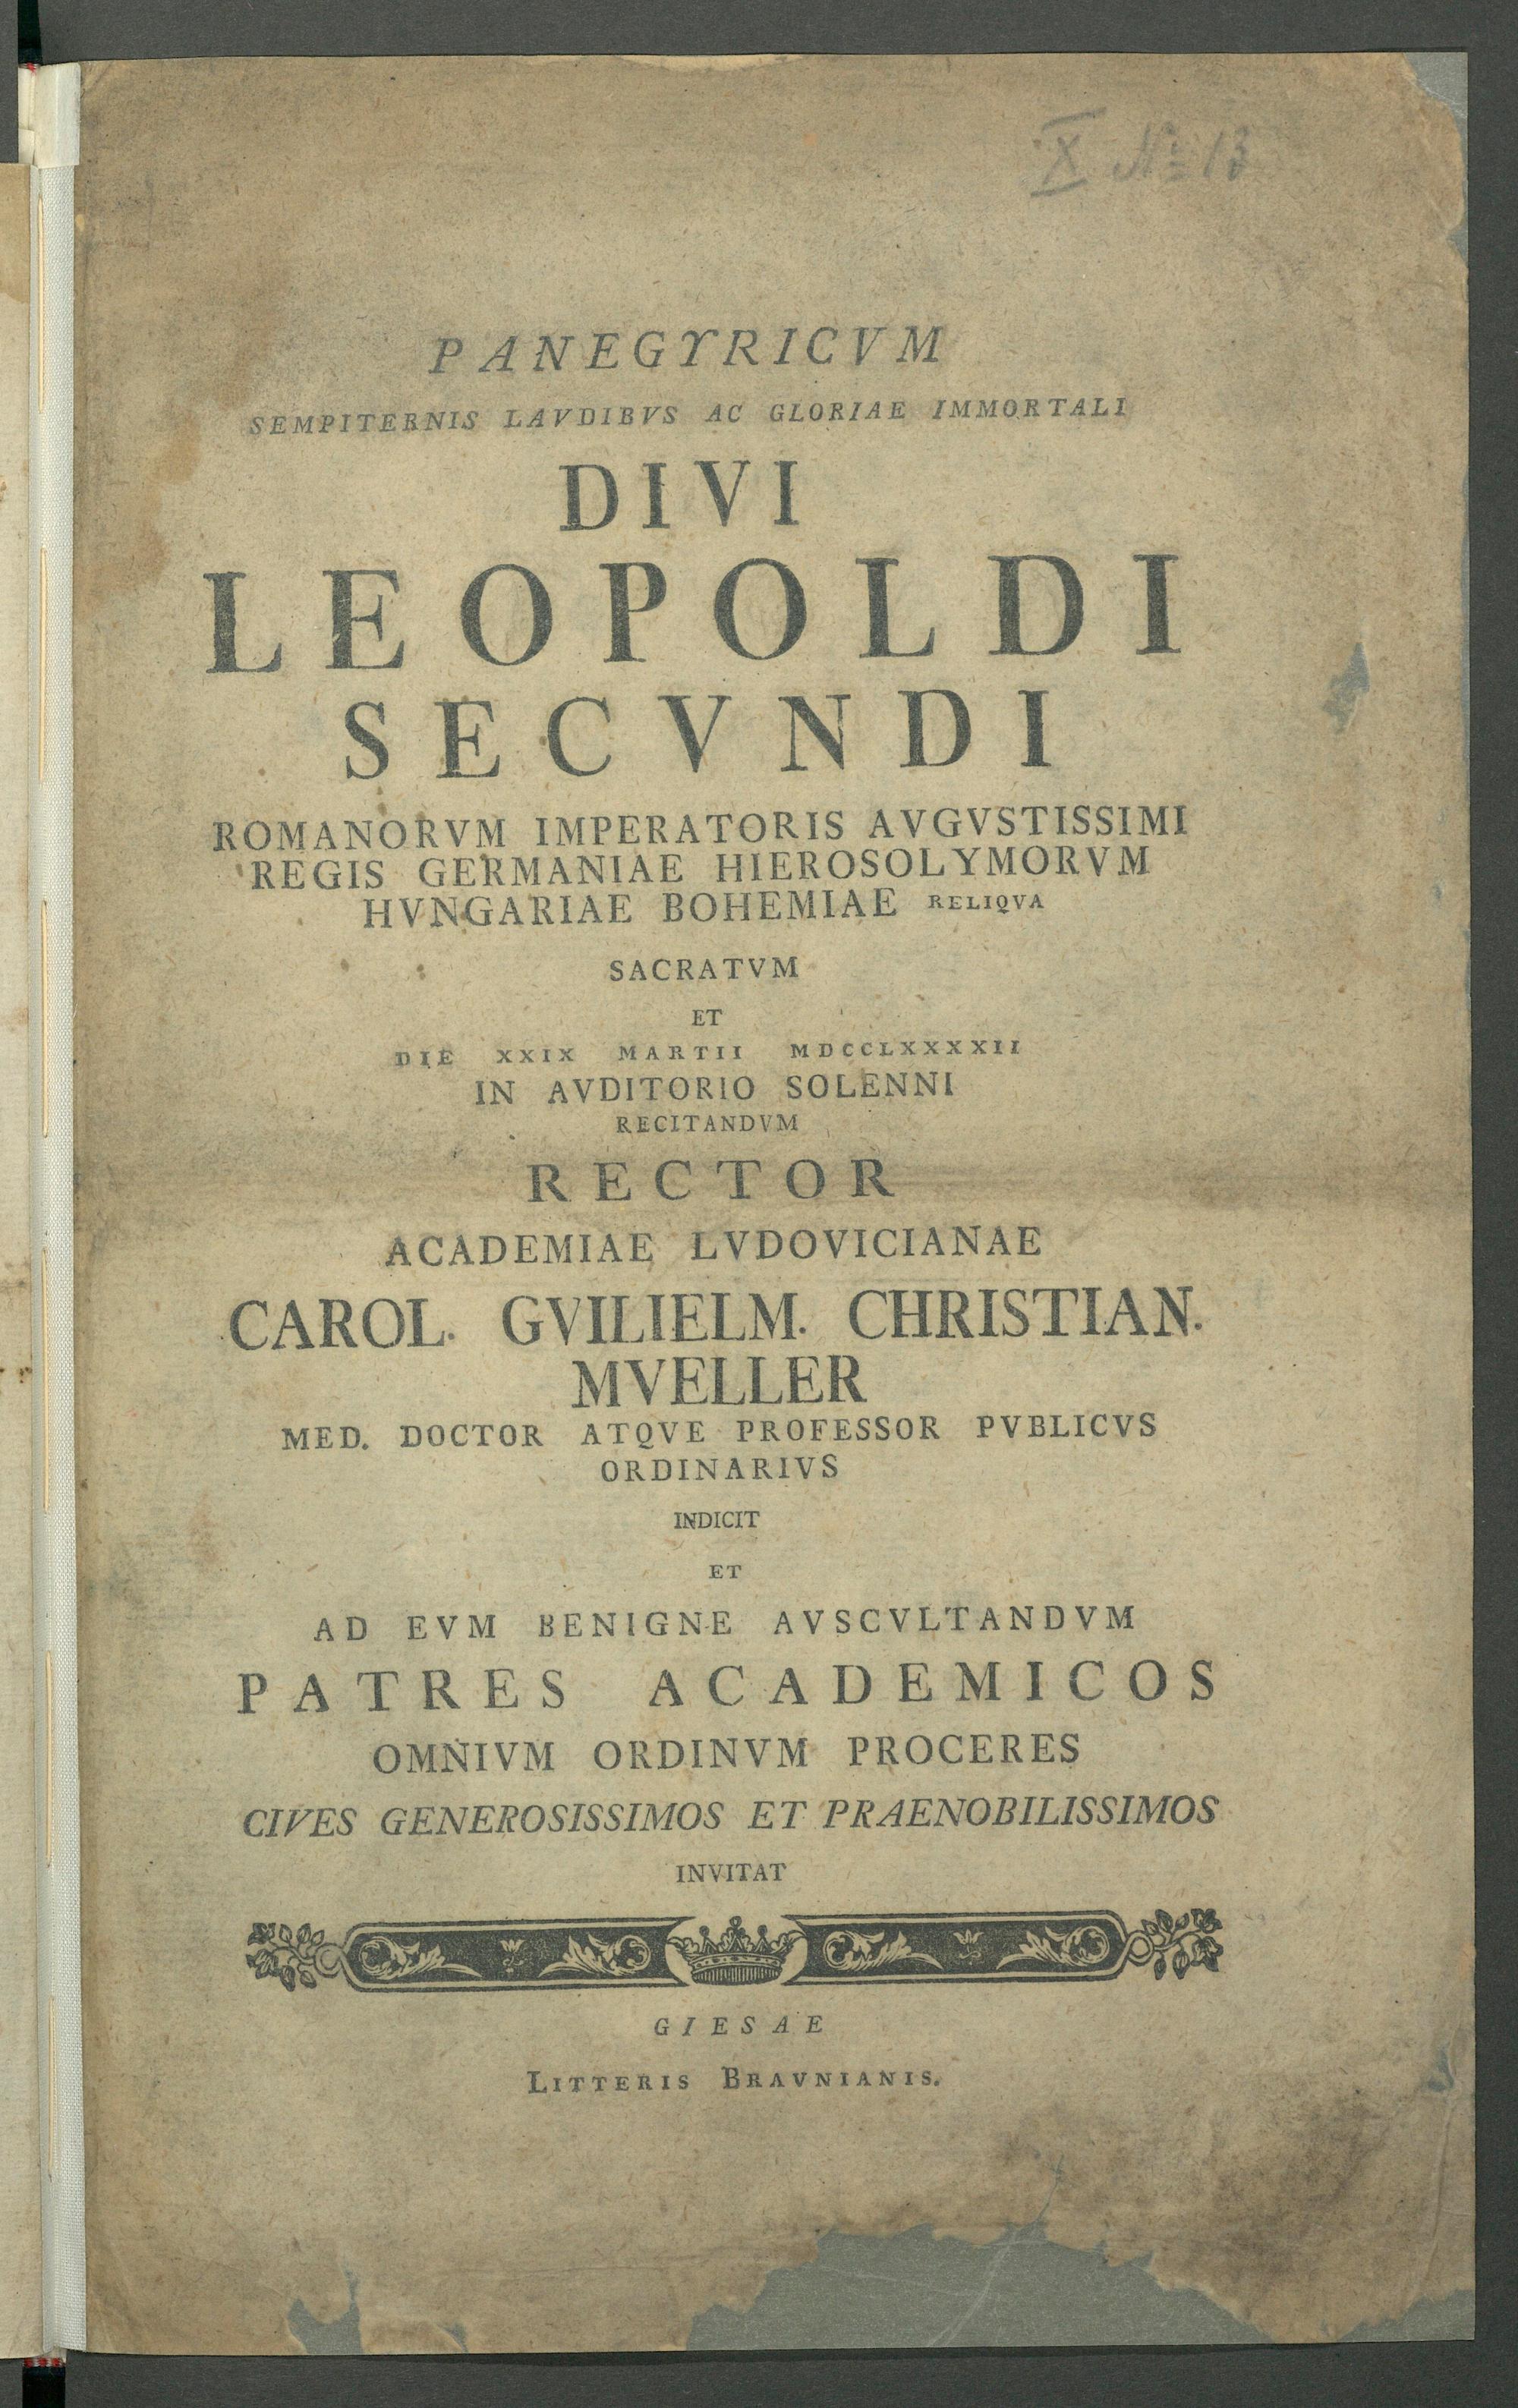 X No 13
PANEGYRICVM
SEMPITERNIS LAVDIBVS AC GLORIAE IMMORTALI
DIVI
LEOPOLDI
SECVNDI
ROMANORVM IMPERATORIS AVGVSTISSIMI
REGIS GERMANIAE HIEROSOLYMORVM
HVNGARIAE BOHEMIAE RELIQVA
SACRATVM
ET
DIE XXIX MARTII MDCCLXXXXII
IN AVDITORIO SOLENNI
RECITANDVM
RECTOR
ACADEMIAE LVDOVICIANAE
CAROL. GVILIELM. CHRISTIAN.
MVELLER
MED. DOCTOR ATQVE PROFESSOR PVBLICVS
ORDINARIVS
INDICIT
ET
AD EVM BENIGNE AVSCVLTANDVM
PATRES ACADEMICOS
OMNIVM ORDINVM PROCERES
CIVES GENEROSISSIMOS ET PRAENOBILISSIMOS
INVITAT
GIESAE
LITTERIS BRAVNIANIS.